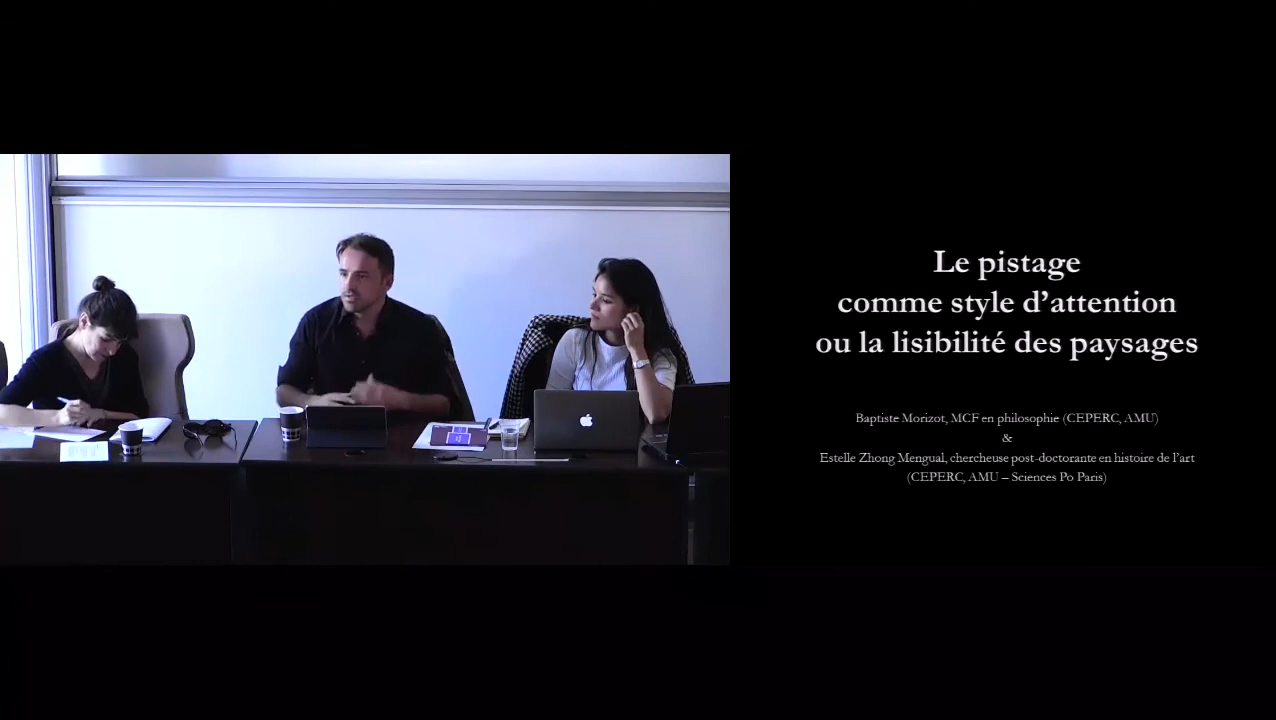 Le pistage
comme style d’attention
ou la lisibilité des paysages
Baptiste Morizot, MCF en philosophie (CEPERC, AMU)
&
Estelle Zhong Mengual, chercheuse post-doctorante en histoire de l’art
(CEPERC, AMU – Sciences Po Paris)